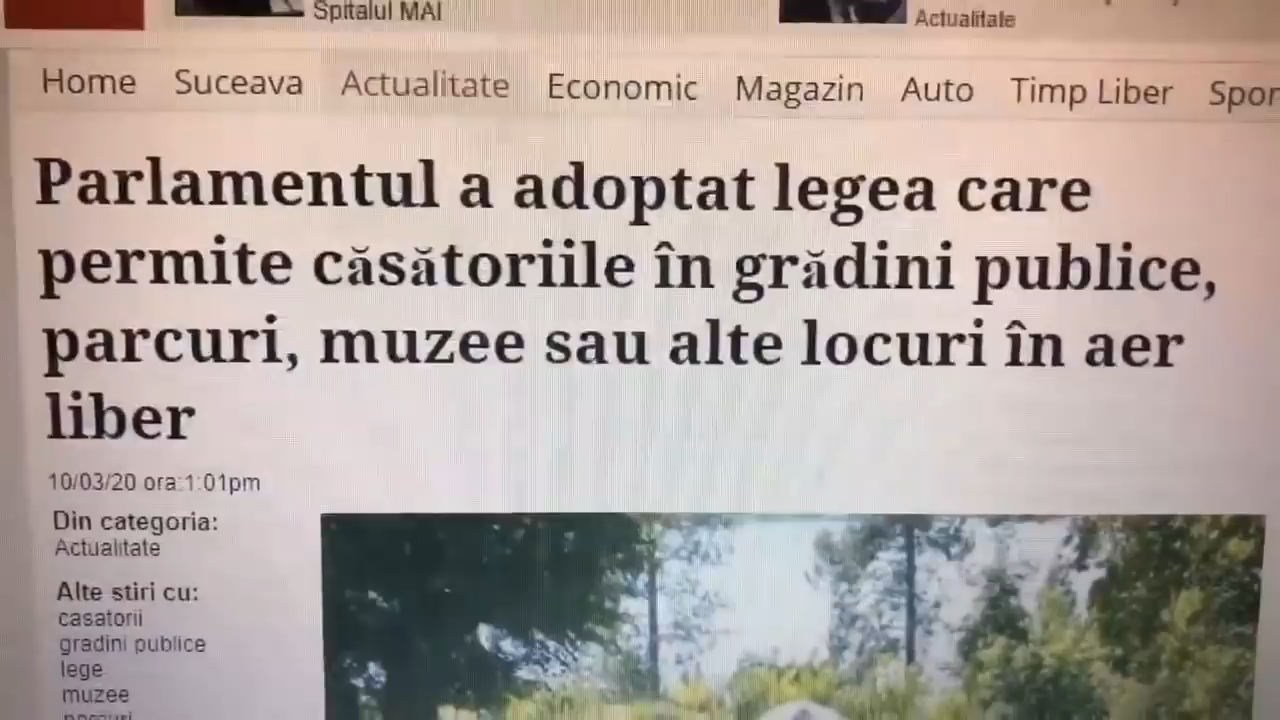 Spitalul MAI
Actualitate
Home Suceava Actualitate Economic Magazin Auto Timp Liber Spor
Parlamentul a adoptat legea care
permite căsătoriile în grădini publice,
parcuri, muzee sau alte locuri în aer
liber
10/03/20 ora:1:01pm
Din categoria:
Actualitate
Alte stiri cu:
casatorii
gradini publice
lege
muzee
parcuri